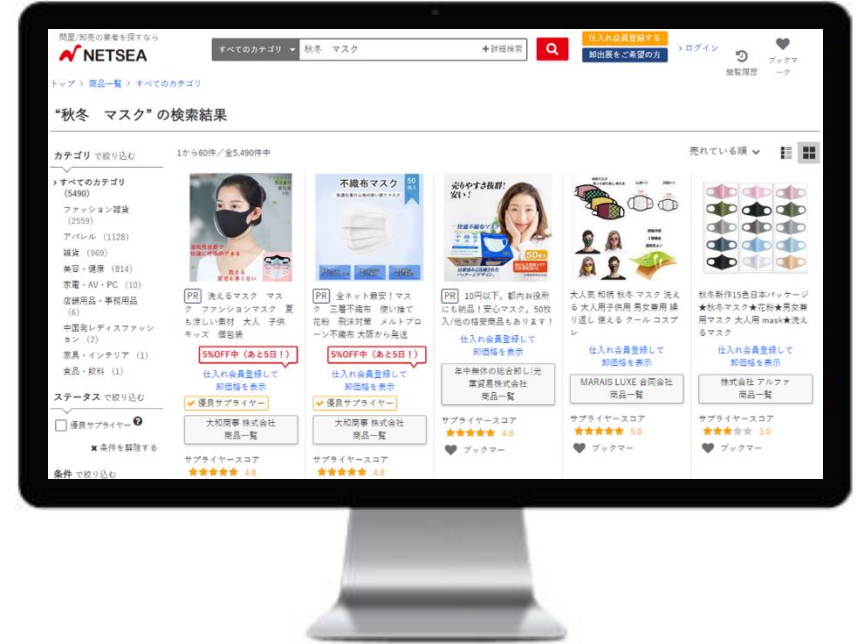 問屋/卸売の業者を探すなら
NETSEA
すべてのカテゴリ
秋冬 マスク
+詳細検索
仕入れ会員登録する
卸出展をご希望の方
ログイン
閲覧履歴
ブックマ
ーク
トップ > 商品一覧 > すべてのカテゴリ
“秋冬 マスク” の検索結果
カテゴリ で絞り込む
1から60件/全5,490件中
売れている順
すべてのカテゴリ
(5490)
ファッション雑貨
(2559)
アパレル (1128)
雑貨 (969)
美容・健康 (814)
家電・AV・PC (10)
店舗用品・事務用品
(6)
中国発レディスファッシ
ョン (2)
家具・インテリア (1)
食品・飲料 (1)
ステータス で絞り込む
優良サプライヤー
条件を解除する
条件 で絞り込む
洗える
不織布マスク
50
売りやすさ抜群!
安い!
快適不織布マスク
50枚入
PR 洗えるマスク マス
ク ファンションマスク 夏
も涼しい素材 大人 子供
キッズ 個包装
5%OFF中(あと5日!)
仕入れ会員登録して
卸価格を表示
優良サプライヤー
大和商事 株式会社
商品一覧
サプライヤースコア
4.8
PR 全ネット最安!マス
ク 三層不織布 使い捨て
花粉 飛沫対策 メルトブロ
ーン不織布 大阪から発送
5%OFF中(あと5日!)
仕入れ会員登録して
卸価格を表示
優良サプライヤー
大和商事 株式会社
商品一覧
サプライヤースコア
4.8
PR 10円以下。都内お役所
にも納品!安心マスク。50枚
入/他の格安商品もあります!
仕入れ会員登録して
卸価格を表示
年中無休の総合卸し|光
葉貿易株式会社
商品一覧
サプライヤースコア
4.8
ブックマー
大人気 和柄 秋冬 マスク 洗え
る 大人用子供用 男女兼用 繰
り返し 使える クール コスプ
レ
仕入れ会員登録して
卸価格を表示
MARAIS LUXE 合同会社
商品一覧
サプライヤースコア
5.0
ブックマー
秋冬新作15色日本パッケージ
★秋冬マスク★花粉★男女兼
用マスク 大人用 mask★洗え
るマスク
仕入れ会員登録して
卸価格を表示
株式会社 アルファ
商品一覧
サプライヤースコア
3.0
ブックマー